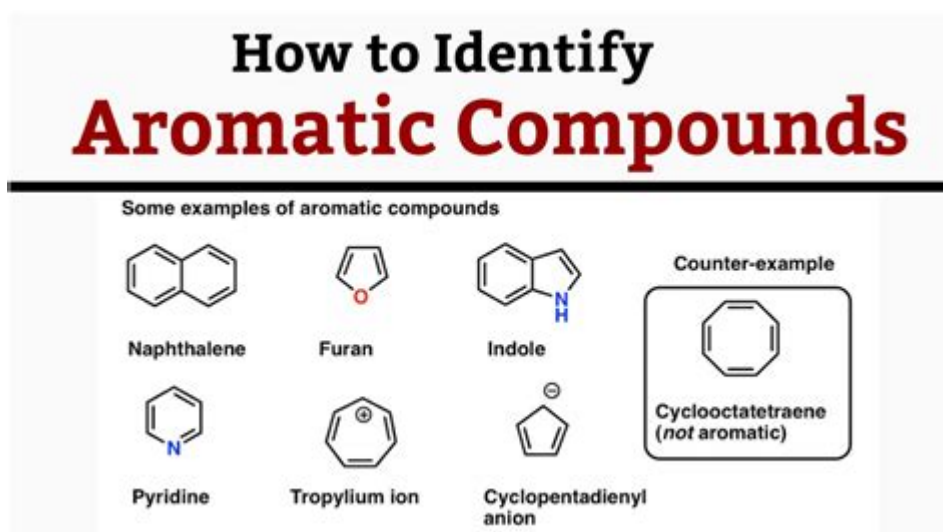 How to Identify
Aromatic Compounds
Some examples of aromatic compounds
Counter-example
O
N
H
Naphthalene
Furan
Indole
Cyclooctatetraene
(not aromatic)
N
⊕
⊖
Pyridine
Tropylium ion
Cyclopentadienyl
anion